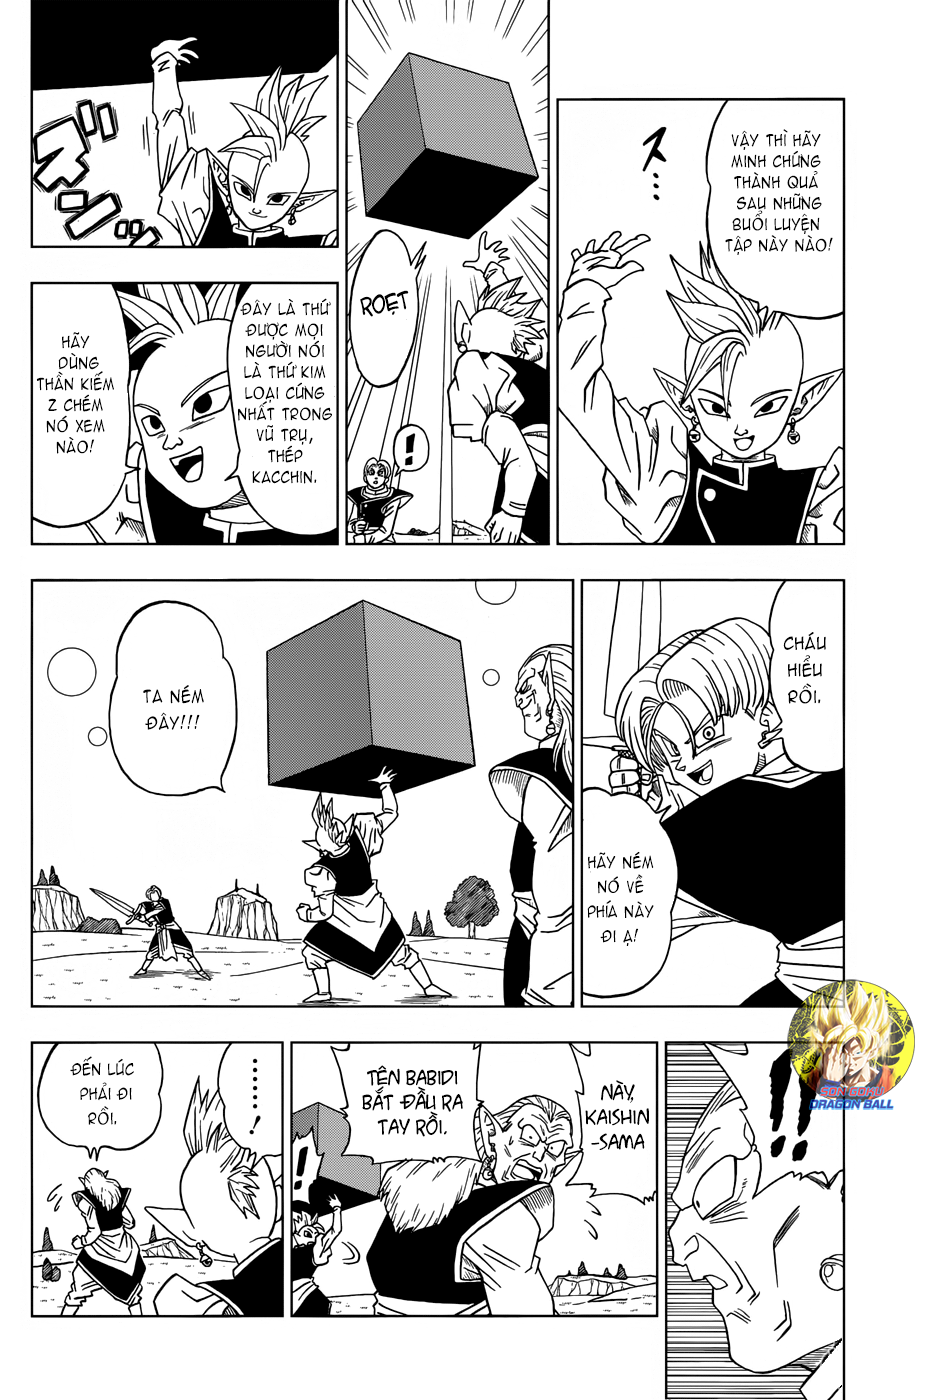 VẬY THÌ HÃY
MINH CHỨNG
THÀNH QUẢ
SAU NHỮNG
BUỔI LUYỆN
TẬP NÀY NÀO!
ス…
ROẸT
!
ĐÂY LÀ THỨ
ĐƯỢC MỌI
NGƯỜI NÓI
LÀ THỨ KIM
LOẠI CỨNG
NHẤT TRONG
VŨ TRỤ,
THÉP
KACCHIN.
HÃY
DÙNG
THẦN KIẾM
Z CHÉM
NÓ XEM
NÀO!
CHÁU
HIỂU
RỒI.
HÃY NÉM
NÓ VỀ
PHÍA NÀY
ĐI Ạ!
TA NÉM
ĐÂY!!!
!!
SON GOKU
DRAGON BALL
NÀY,
KAISHIN
-SAMA
TÊN BABIDI
BẮT ĐẦU RA
TAY RỒI.
!
...!
ĐẾN LÚC
PHẢI ĐI
RỒI.